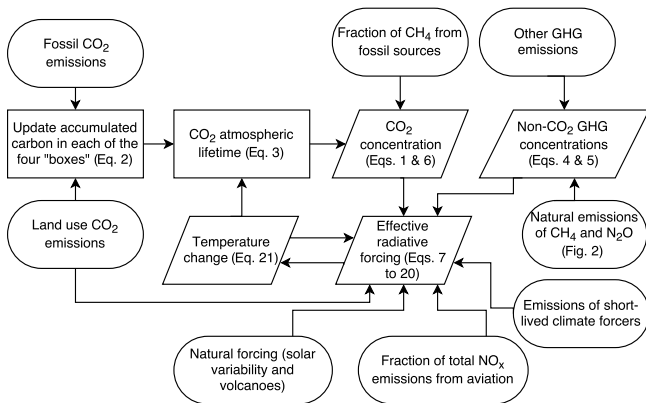 Fossil CO2
emissions
Fraction of CH4 from
fossil sources
Other GHG
emissions
Update accumulated
carbon in each of the
four "boxes" (Eq. 2)
CO2 atmospheric
lifetime (Eq. 3)
CO2
concentration
(Eqs. 1 & 6)
Non-CO2 GHG
concentrations
(Eqs. 4 & 5)
Land use CO2
emissions
Temperature
change (Eq. 21)
Effective
radiative
forcing (Eqs. 7
to 20)
Natural emissions
of CH4 and N2O
(Fig. 2)
Emissions of short-
lived climate forcers
Natural forcing (solar
variability and
volcanoes)
Fraction of total NOx
emissions from aviation